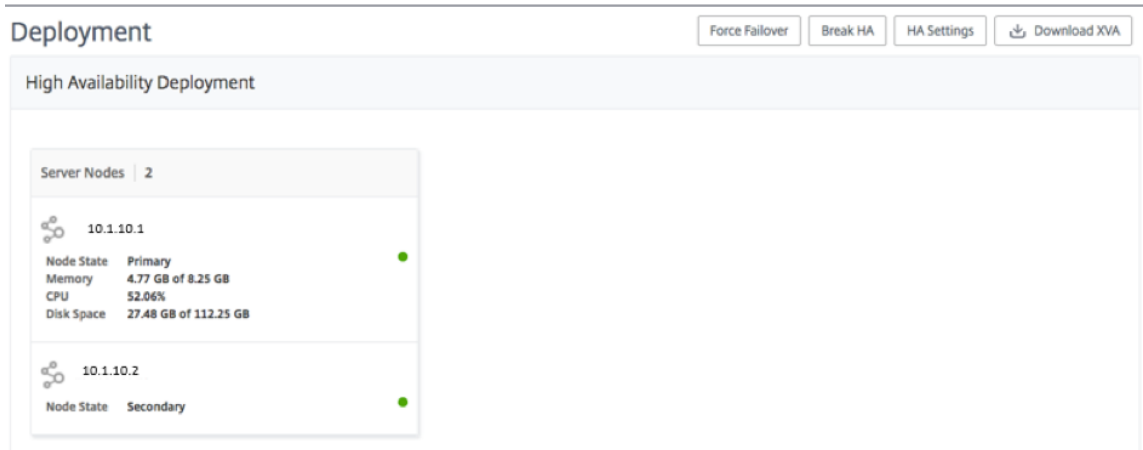 Deployment
Force Failover
Break HA
HA Settings
Download XVA
High Availability Deployment
Server Nodes 2
10.1.10.1
Node State Primary
Memory 4.77 GB of 8.25 GB
CPU 52.06%
Disk Space 27.48 GB of 112.25 GB
10.1.10.2
Node State Secondary